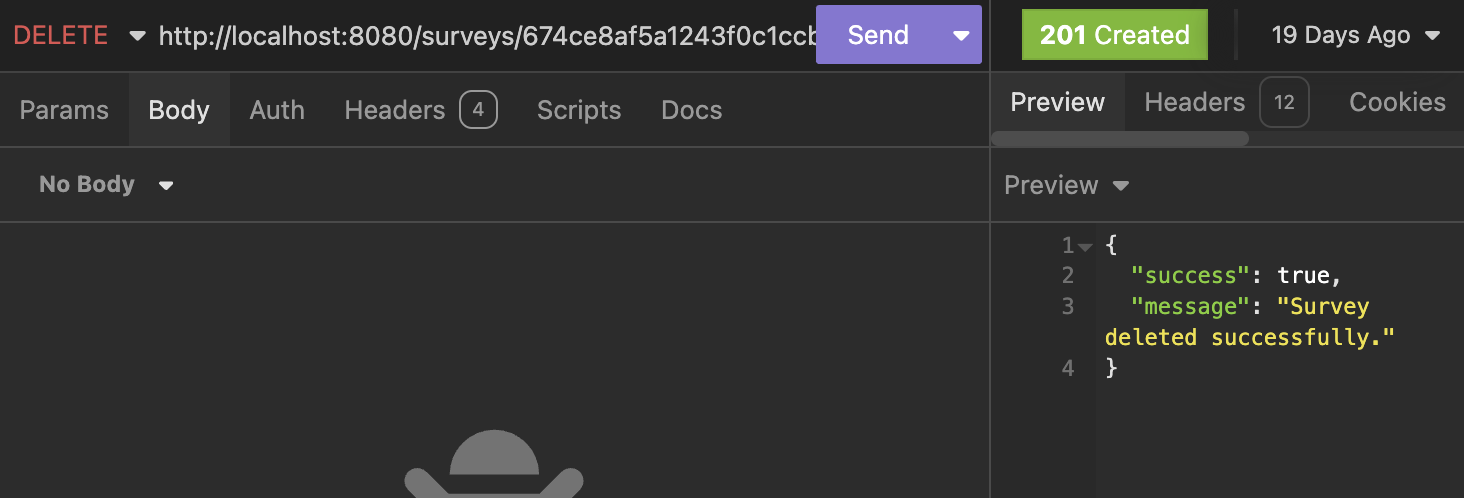 DELETE http://localhost:8080/surveys/674ce8af5a1243f0c1ccb Send 201 Created 19 Days Ago
Params Body Auth Headers 4 Scripts Docs Preview Headers 12 Cookies
No Body Preview
1 {
2 "success": true,
3 "message": "Survey
deleted successfully."
4 }